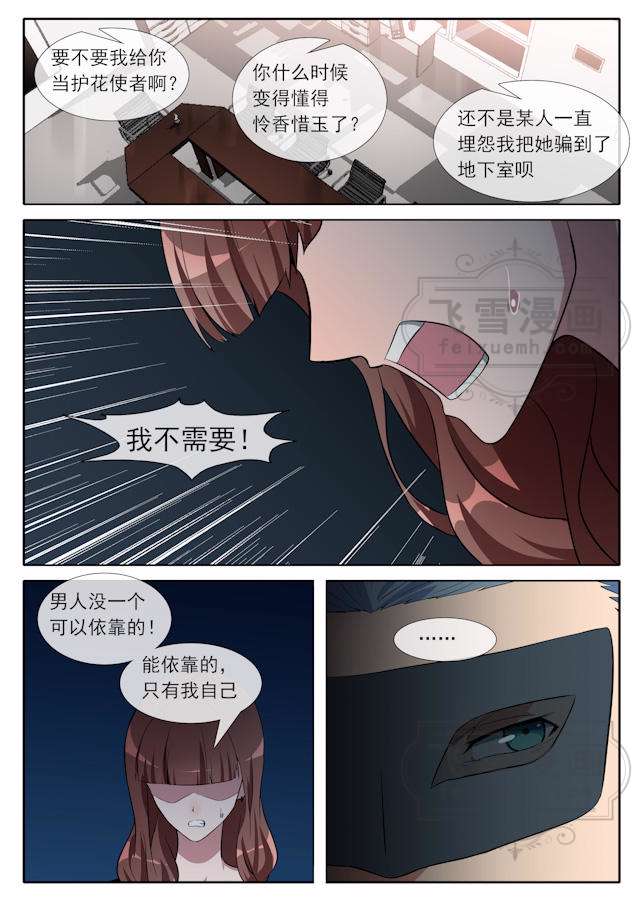 要不要我给你
当护花使者啊？
你什么时候
变得懂得
怜香惜玉了？
还不是某人一直
埋怨我把她骗到了
地下室呗
飞雪漫画
feixuemh.com
我不需要！
男人没一个
可以依靠的！
能依靠的，
只有我自己
……